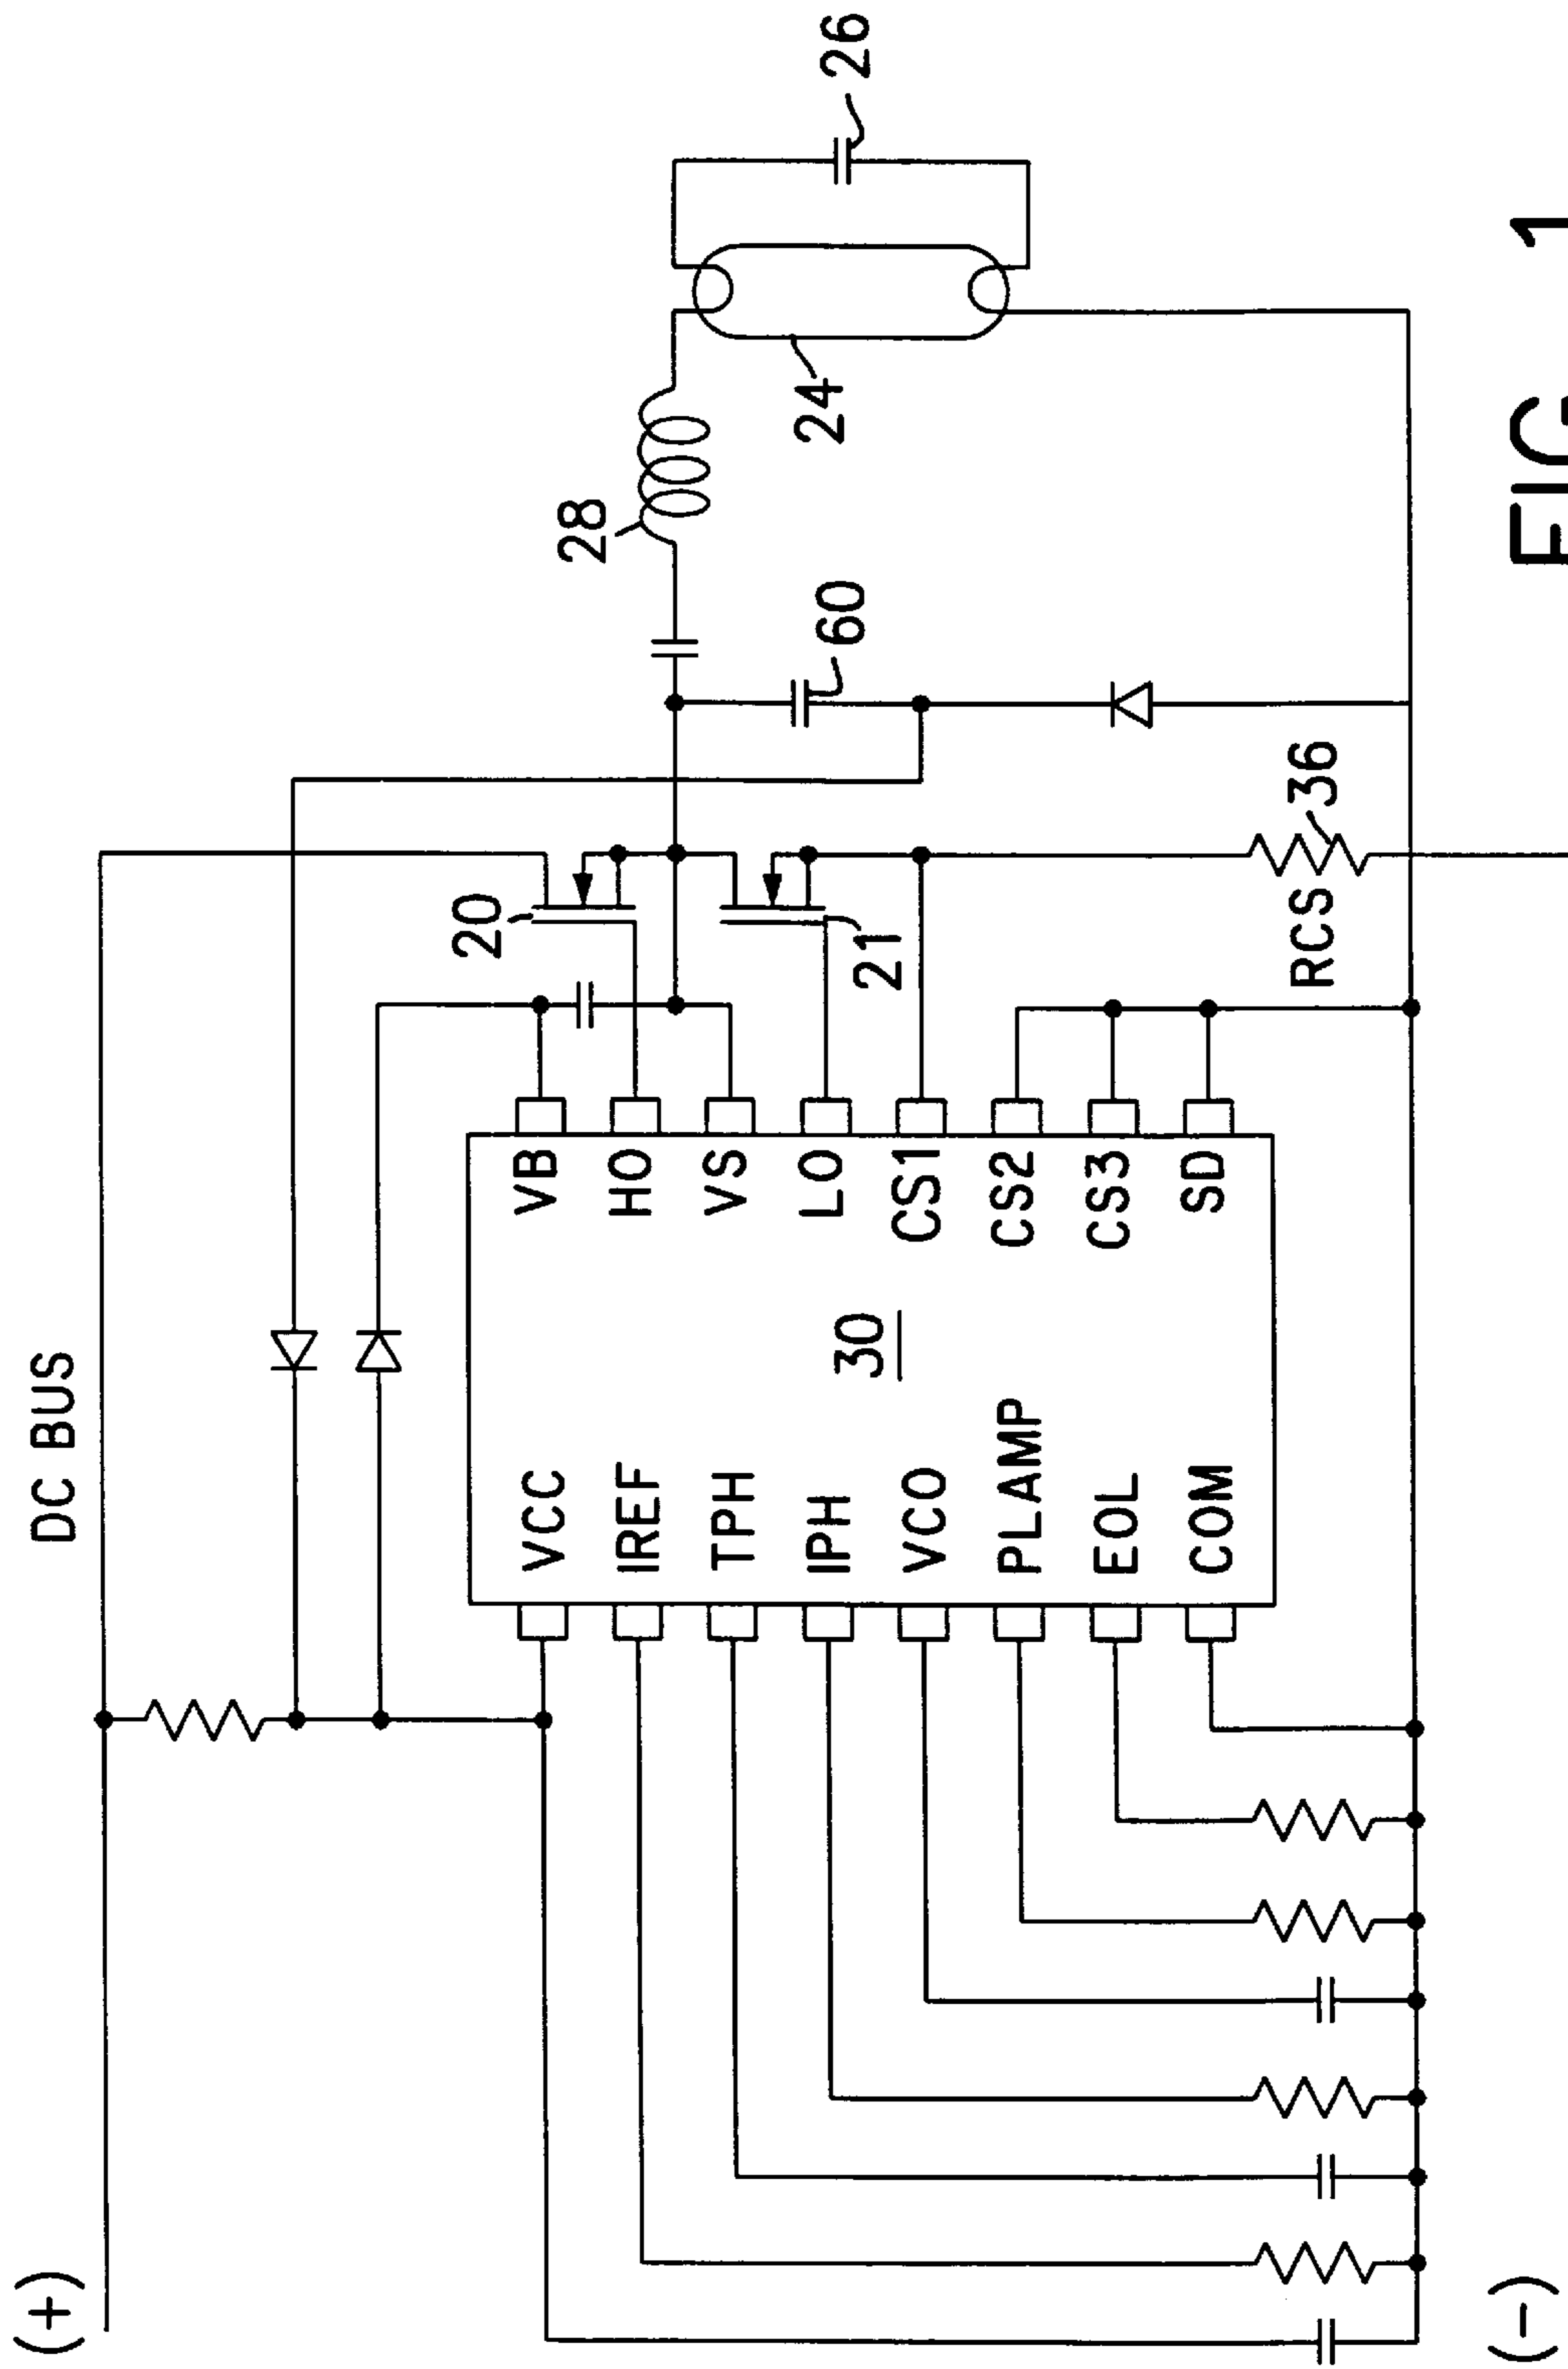 (+)
DC BUS
VCC
IREF
TPH
IPH
VCO
PLAMP
EOL
COM
30
VB
HO
VS
LO
CS1
CS2
CS3
SD
20
21
RCS
36
60
28
24
26
(-)
FIG. 1